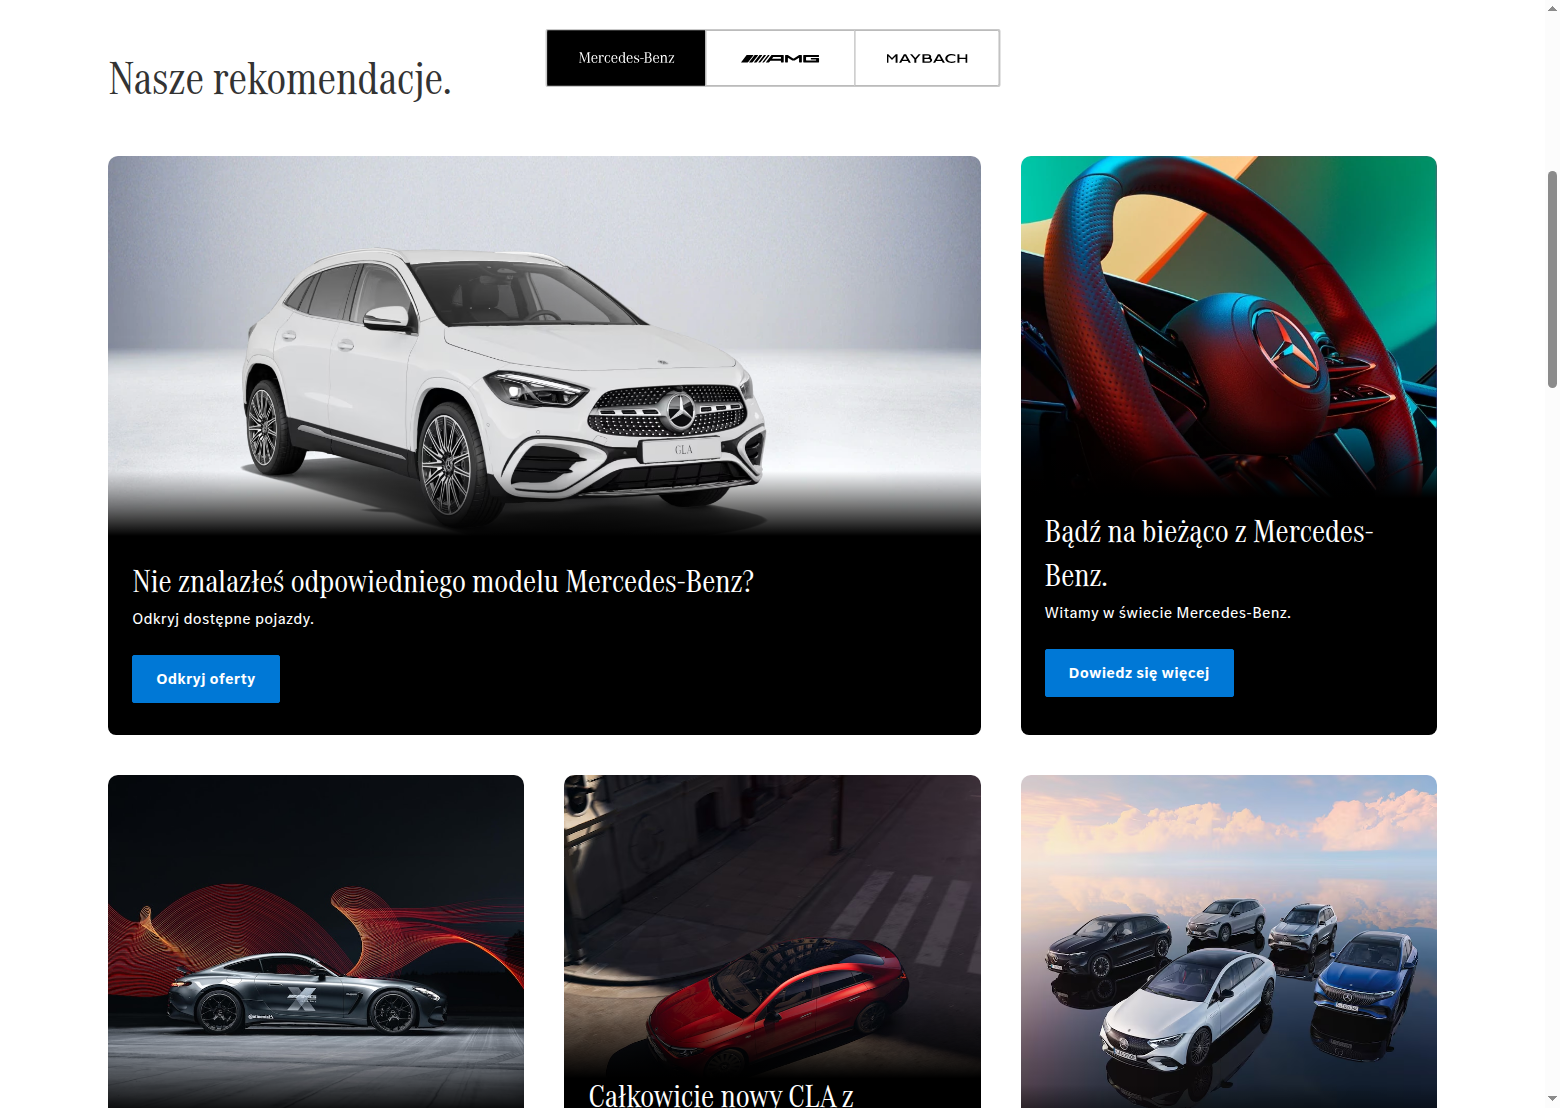 Nasze rekomendacje.
Mercedes-Benz
AMG
MAYBACH
GLA
Nie znalazłeś odpowiedniego modelu Mercedes-Benz?
Odkryj dostępne pojazdy.
Odkryj oferty
Bądź na bieżąco z Mercedes-
Benz.
Witamy w świecie Mercedes-Benz.
Dowiedz się więcej
X
Całkowicie nowy CLA z